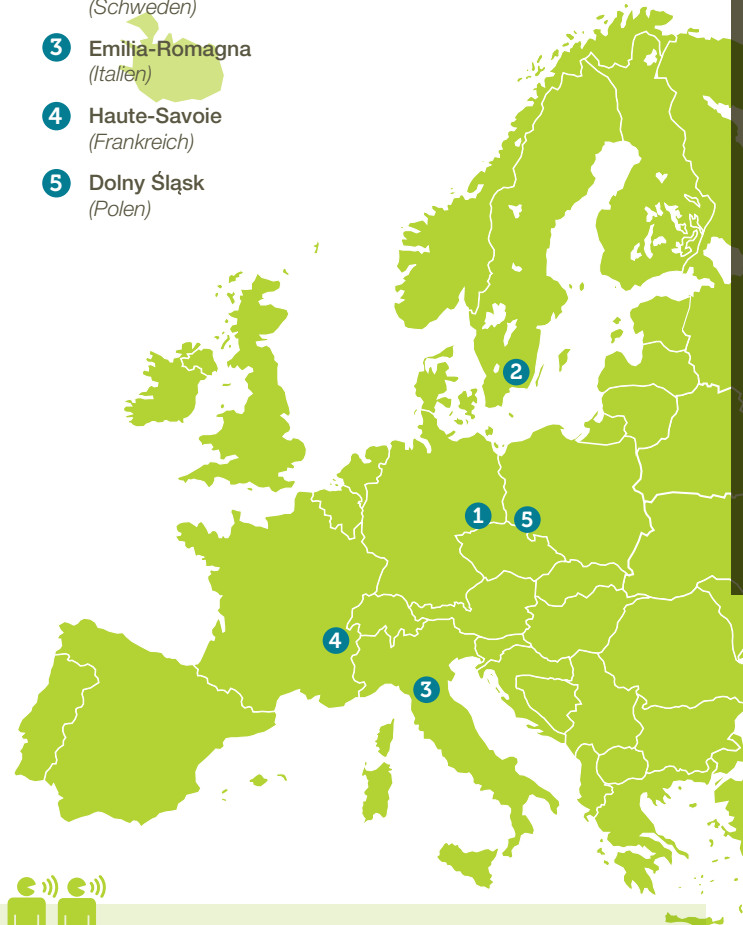 (Schweden)
3 Emilia-Romagna
(Italien)
4 Haute-Savoie
(Frankreich)
5 Dolny Śląsk
(Polen)
2
1
5
4
3